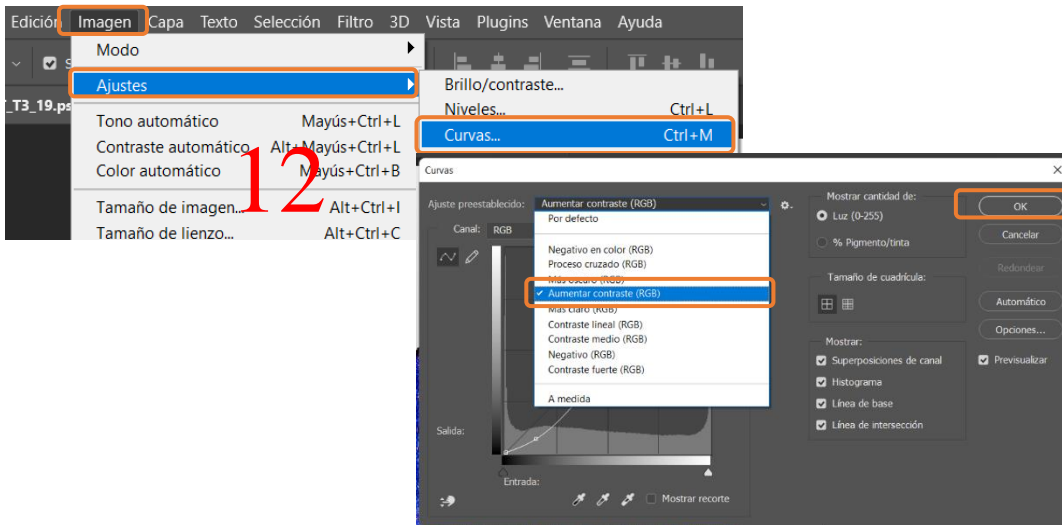 Edición Imagen Capa Texto Selección Filtro 3D Vista Plugins Ventana Ayuda
Modo
Ajustes
_T3_19.ps
Tono automático Mayús+Ctrl+L
Contraste automático Alt+Mayús+Ctrl+L
Color automático Mayús+Ctrl+B
Tamaño de imagen... Alt+Ctrl+I
Tamaño de lienzo... Alt+Ctrl+C
12
Brillo/contraste...
Niveles... Ctrl+L
Curvas... Ctrl+M
Curvas
Ajuste preestablecido: Aumentar contraste (RGB)
Canal: RGB
Por defecto
Negativo en color (RGB)
Proceso cruzado (RGB)
Más oscuro (RGB)
Aumentar contraste (RGB)
Más claro (RGB)
Contraste lineal (RGB)
Contraste medio (RGB)
Negativo (RGB)
Contraste fuerte (RGB)
A medida
Salida:
Entrada:
Mostrar recorte
Mostrar cantidad de:
Luz (0-255)
% Pigmento/tinta
Tamaño de cuadrícula:
Mostrar:
Superposiciones de canal
Histograma
Línea de base
Línea de intersección
OK
Cancelar
Redondear
Automático
Opciones...
Previsualizar